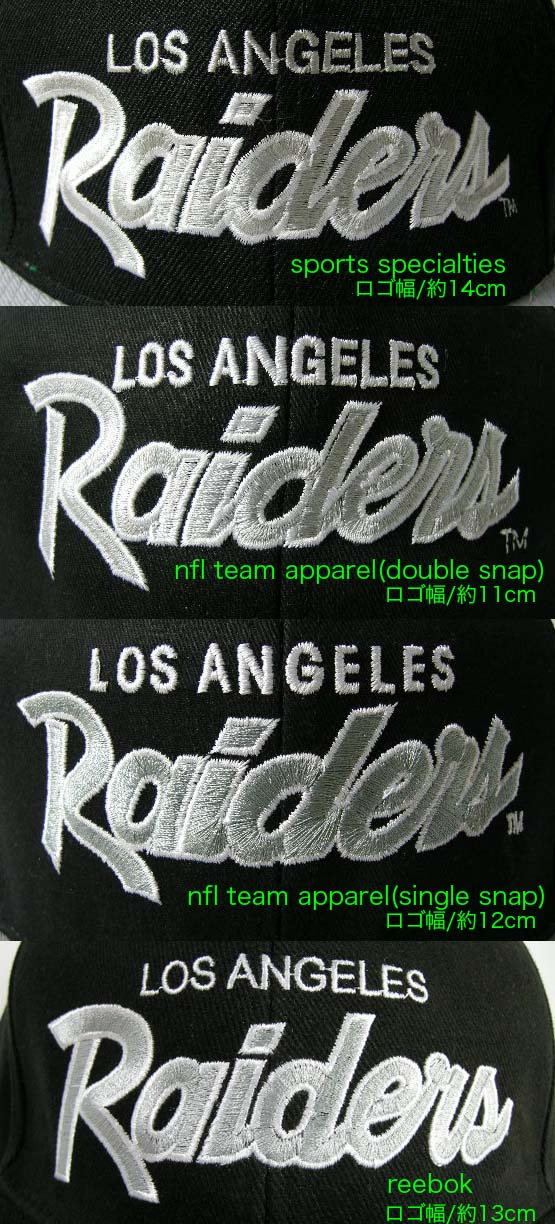 LOS ANGELES
Raiders
TM
sports specialties
ロゴ幅/約14cm
LOS ANGELES
Raiders
TM
nfl team apparel(double snap)
ロゴ幅/約11cm
LOS ANGELES
Raiders
TM
nfl team apparel(single snap)
ロゴ幅/約12cm
LOS ANGELES
Raiders
reebok
ロゴ幅/約13cm